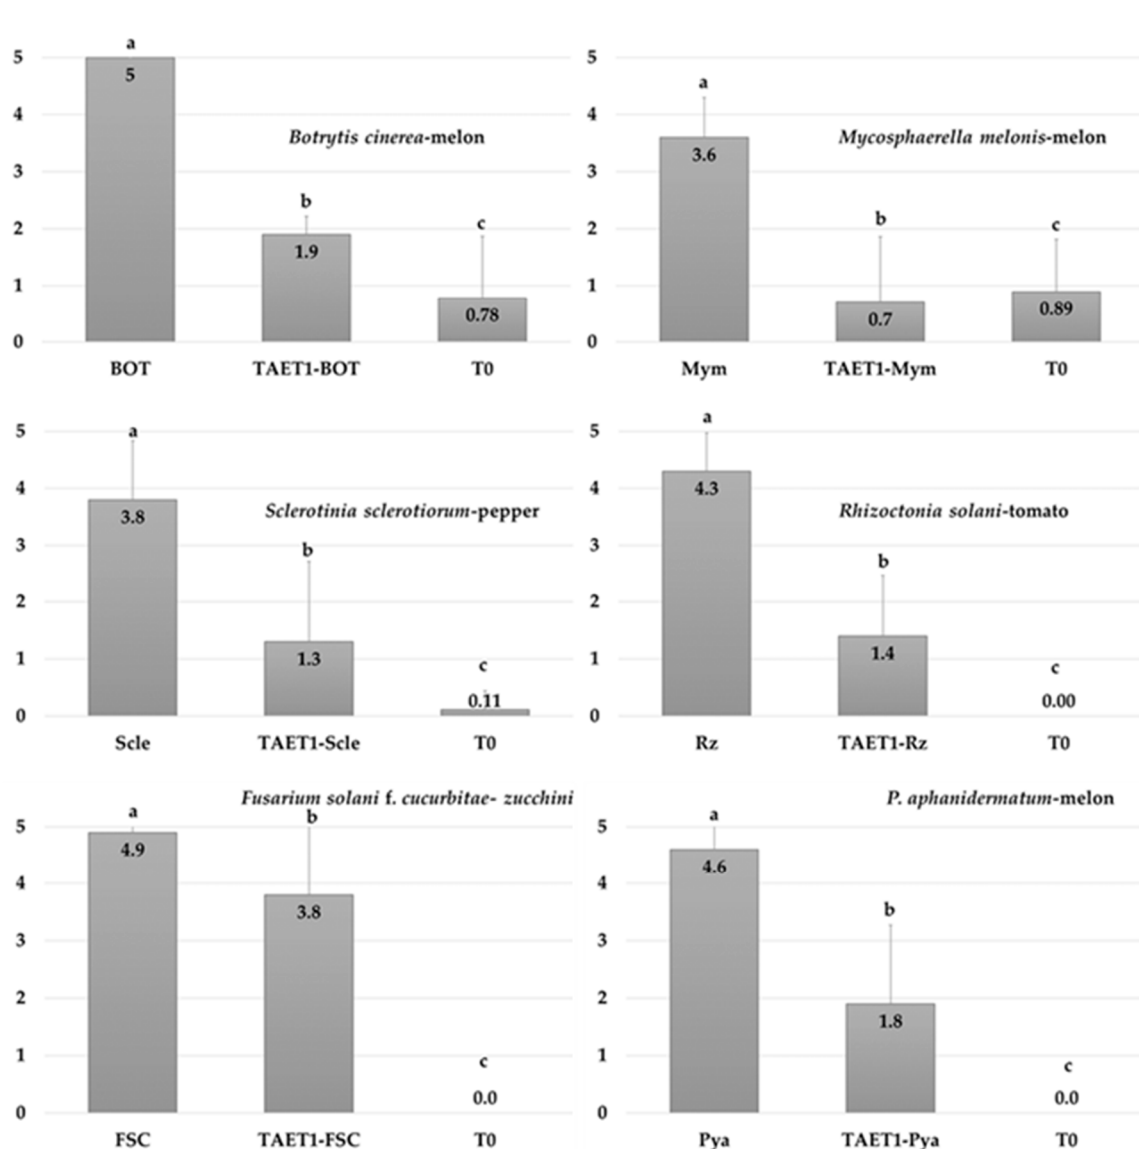 a
5
5
4
Botrytis cinerea-melon
3
b
2
c
1.9
1
0.78
0
BOT TAET1-BOT T0
5
a
4
Mycosphaerella melonis-melon
3.6
3
b
2
c
1
0.7
0.89
0
Mym TAET1-Mym T0
5
a
4
3.8
Sclerotinia sclerotiorum-pepper
3
b
2
1.3
1
c
0.11
0
Scle TAET1-Scle T0
a
5
4.3
4
Rhizoctonia solani-tomato
3
b
2
1.4
1
c
0.00
0
Rz TAET1-Rz T0
Fusarium solani f. cucurbitae- zucchini
a
b
5
4.9
4
3.8
3
2
1
c
0.0
0
FSC TAET1-FSC T0
P. aphanidermatum-melon
a
5
4.6
4
b
3
2
1.8
1
c
0.0
0
Pya TAET1-Pya T0